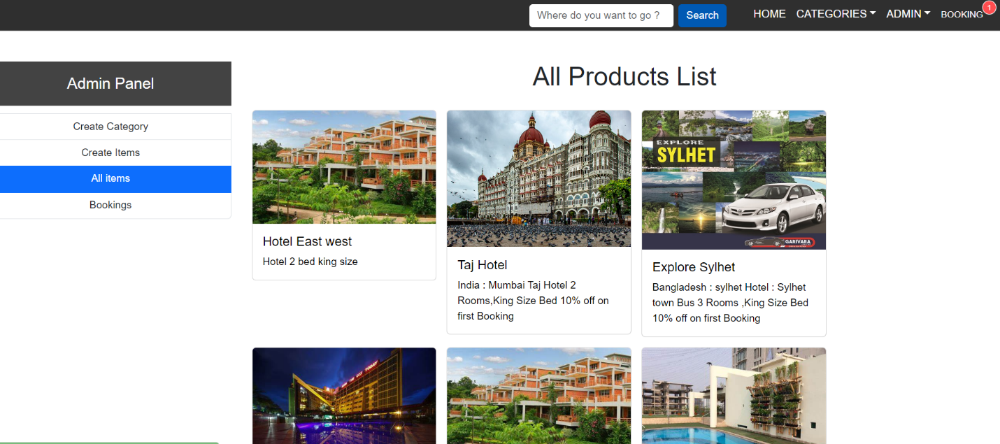 Where do you want to go ?
Search
HOME
CATEGORIES
ADMIN
BOOKING
1
Admin Panel
Create Category
Create Items
All items
Bookings
All Products List
Hotel East west
Hotel 2 bed king size
Taj Hotel
India : Mumbai Taj Hotel 2
Rooms,King Size Bed 10% off on
first Booking
EXPLORE
SYLHET
GARIVARA
Explore Sylhet
Bangladesh : sylhet Hotel : Sylhet
town Bus 3 Rooms ,King Size Bed
10% off on first Booking